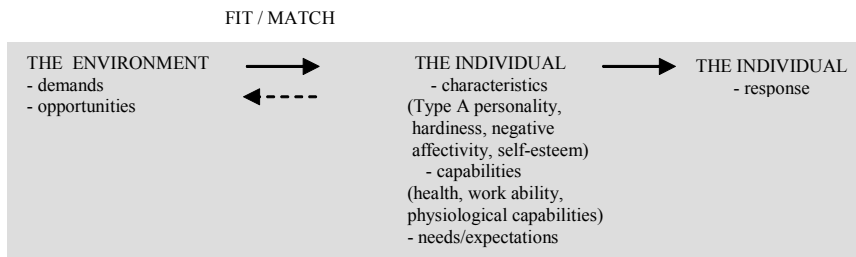 FIT / MATCH
THE ENVIRONMENT
- demands
- opportunities
THE INDIVIDUAL
- characteristics
(Type A personality,
hardiness, negative
affectivity, self-esteem)
- capabilities
(health, work ability,
physiological capabilities)
- needs/expectations
THE INDIVIDUAL
- response